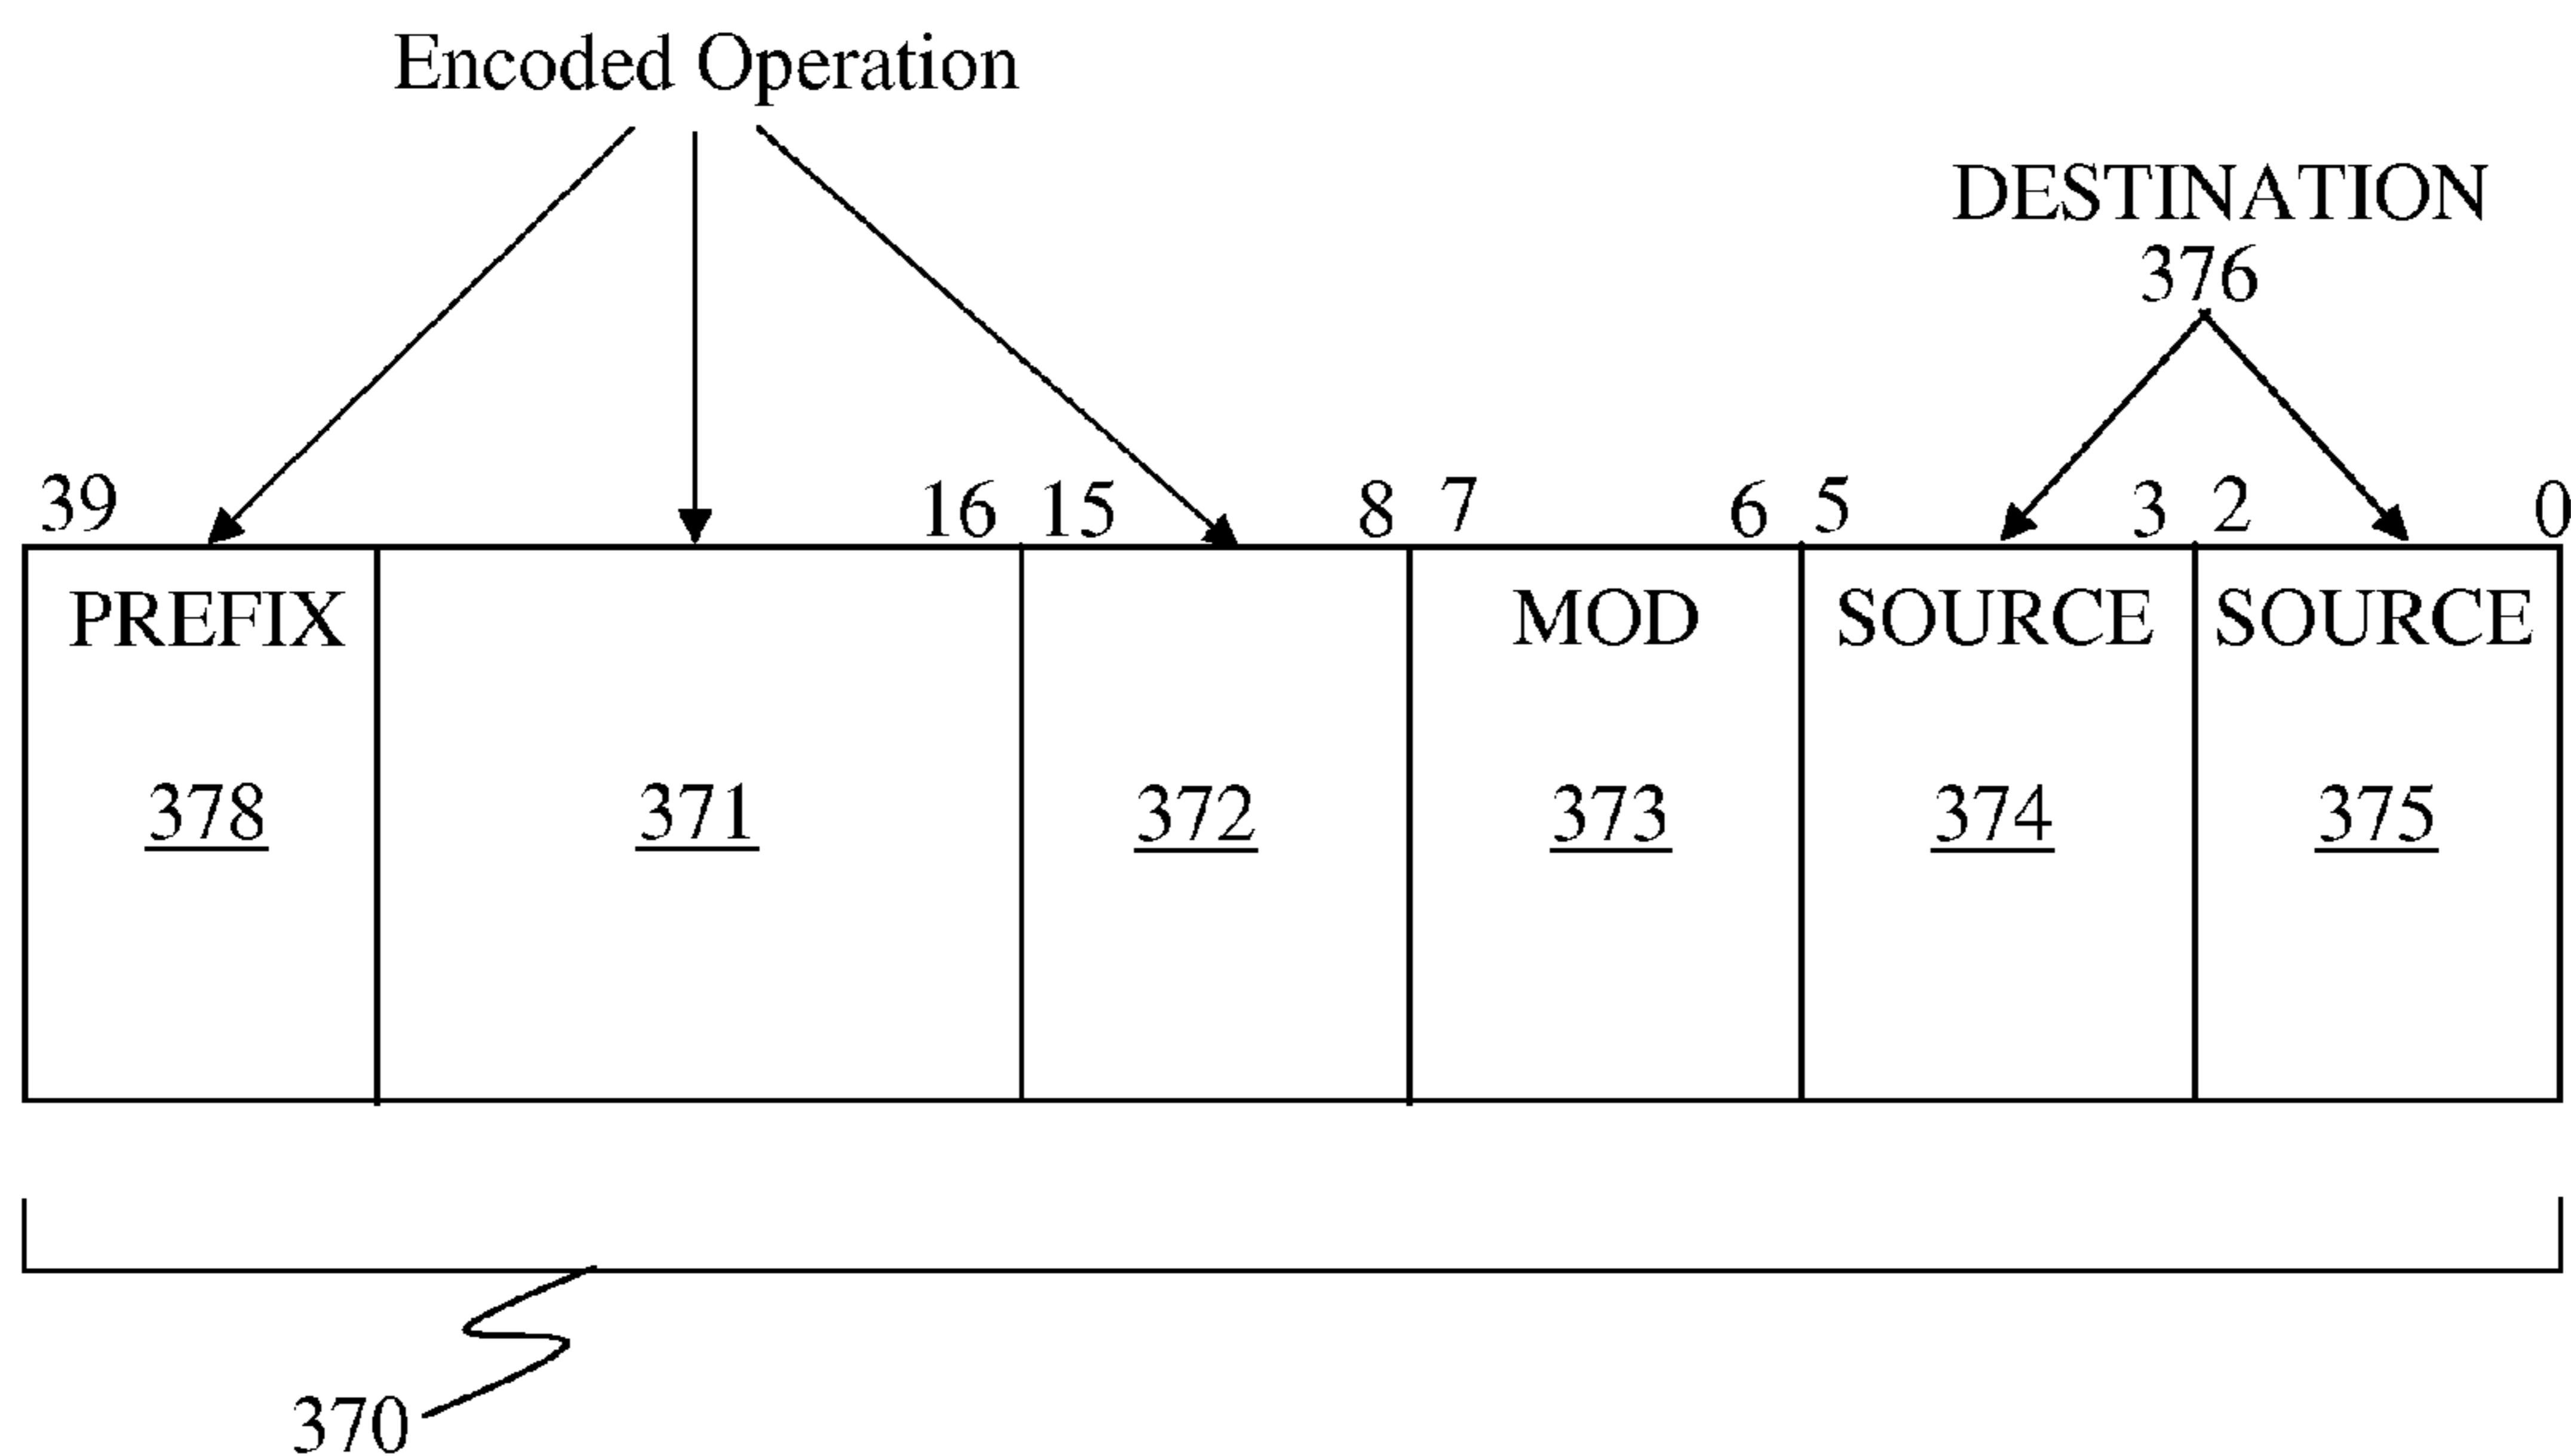 Encoded Operation
DESTINATION
376
39 16 15 8 7 6 5 3 2 0
PREFIX MOD SOURCE SOURCE
378 371 372 373 374 375
370